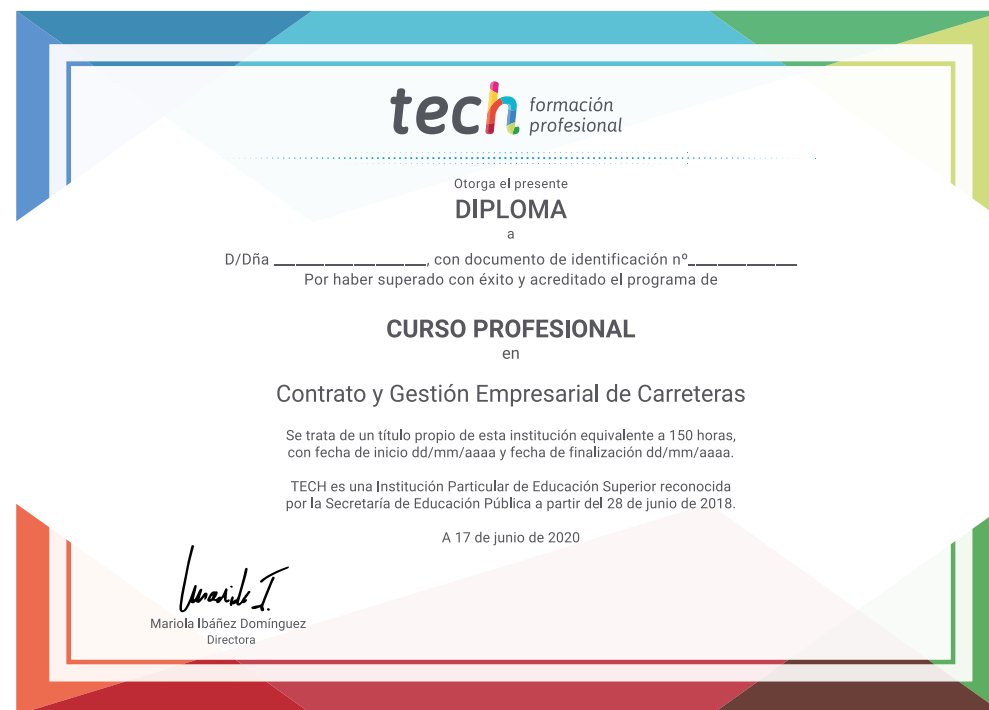 tech formación
profesional
Otorga el presente
DIPLOMA
a
D/Dña _________________, con documento de identificación nº____________
Por haber superado con éxito y acreditado el programa de
CURSO PROFESIONAL
en
Contrato y Gestión Empresarial de Carreteras
Se trata de un título propio de esta institución equivalente a 150 horas,
con fecha de inicio dd/mm/aaaa y fecha de finalización dd/mm/aaaa.
TECH es una Institución Particular de Educación Superior reconocida
por la Secretaría de Educación Pública a partir del 28 de junio de 2018.
A 17 de junio de 2020
Mariola I.
Mariola Ibáñez Domínguez
Directora